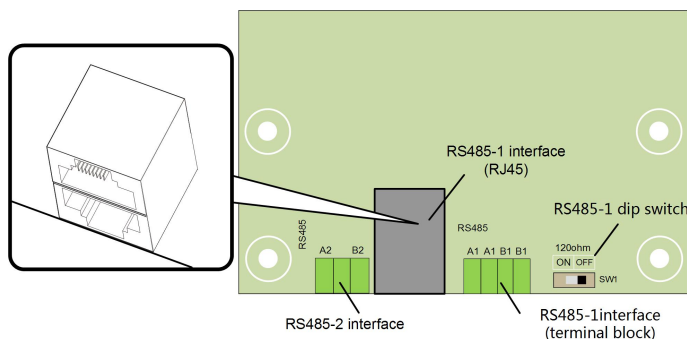 RS485-1 interface
(RJ45)
RS485-1 dip switch
RS485
RS485
A2 B2
A1 A1 B1 B1
120ohm
ON OFF
SW1
RS485-2 interface
RS485-1interface
(terminal block)